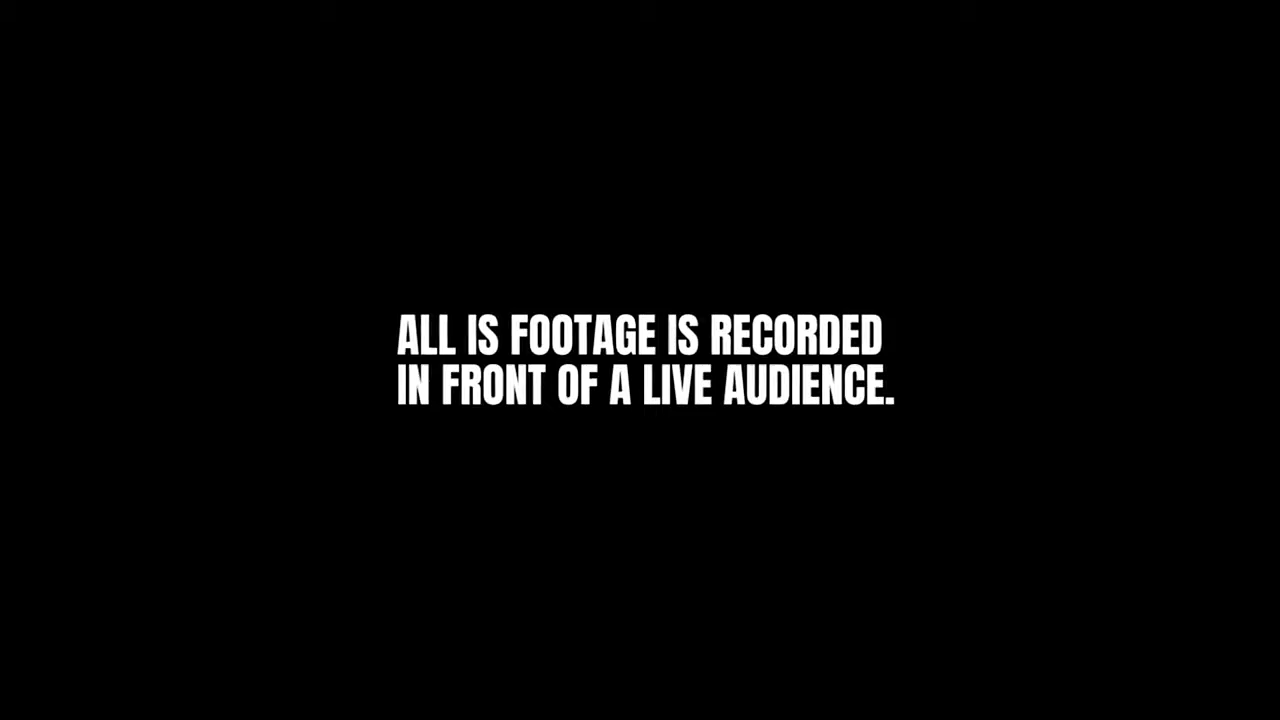 ALL IS FOOTAGE IS RECORDED
IN FRONT OF A LIVE AUDIENCE.